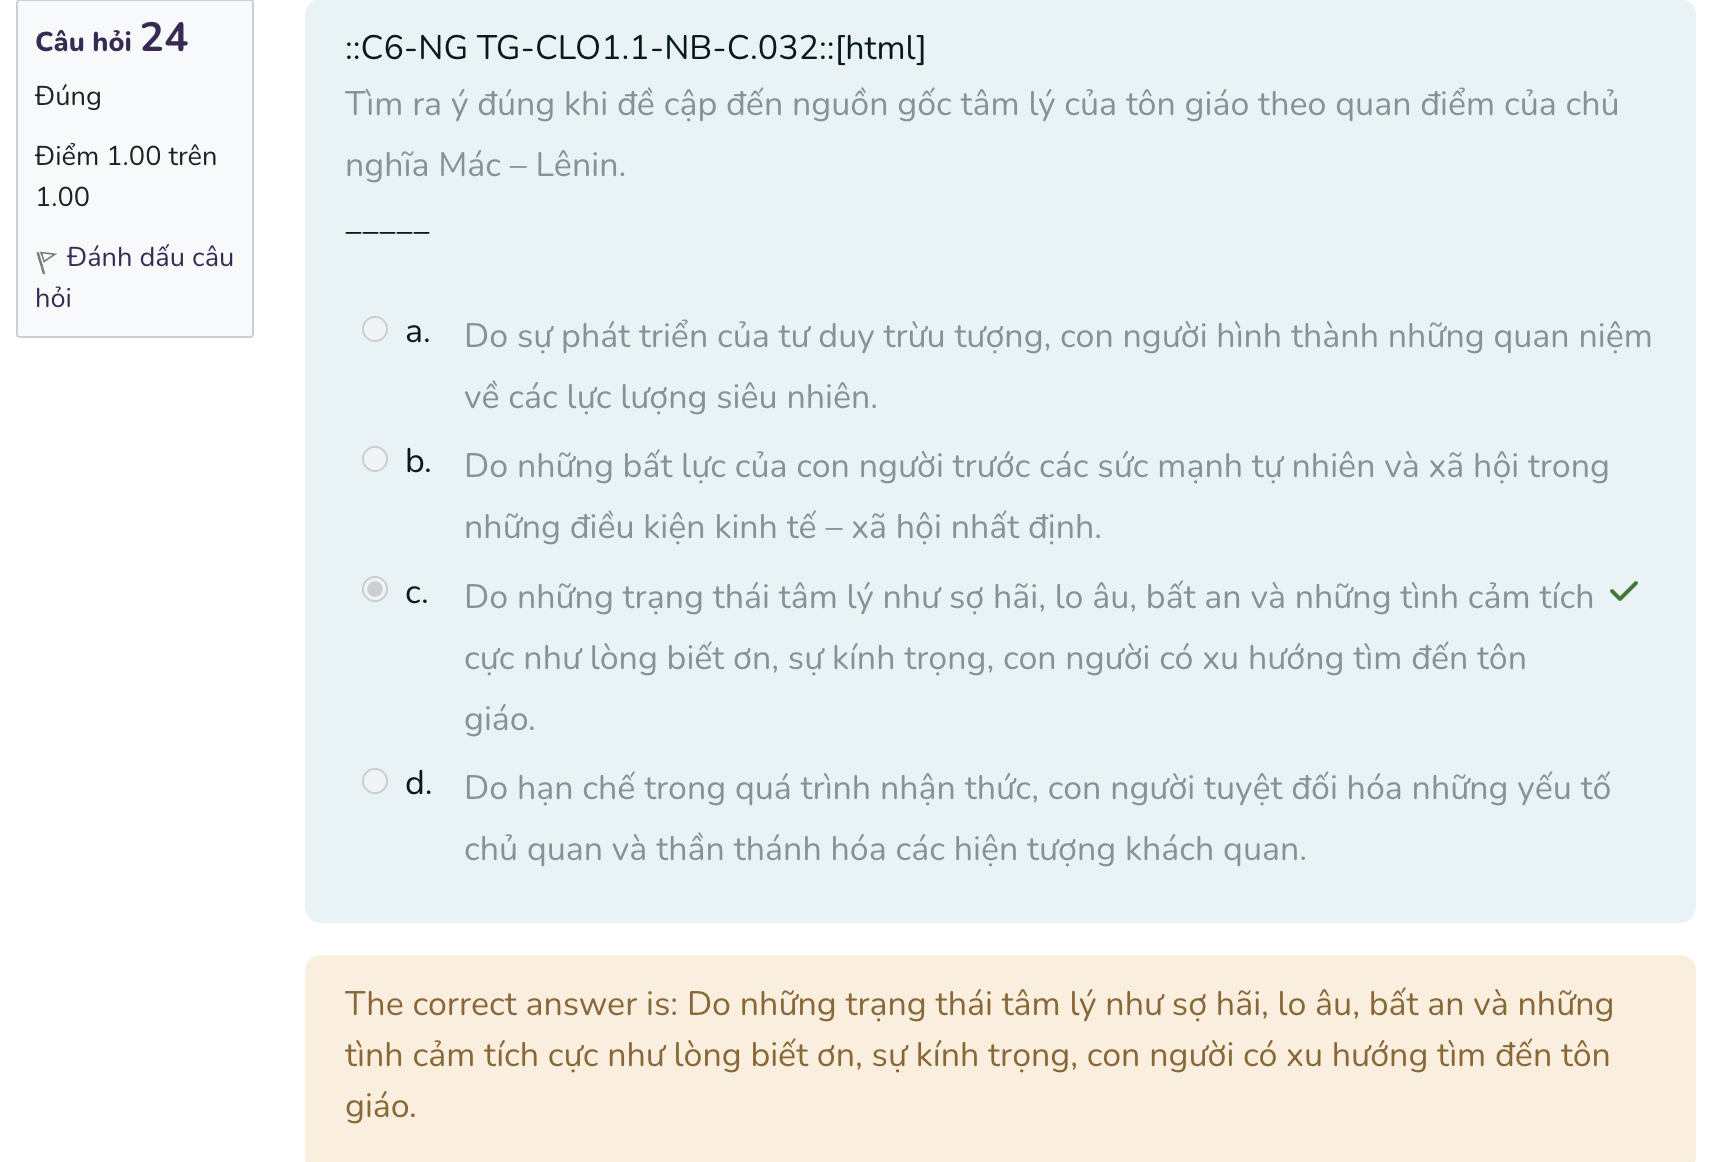 Câu hỏi 24
Đúng
Điểm 1.00 trên
1.00
Đánh dấu câu
hỏi
::C6-NG TG-CLO1.1-NB-C.032::[html]
Tìm ra ý đúng khi đề cập đến nguồn gốc tâm lý của tôn giáo theo quan điểm của chủ
nghĩa Mác – Lênin.
_____
a. Do sự phát triển của tư duy trừu tượng, con người hình thành những quan niệm
về các lực lượng siêu nhiên.
b. Do những bất lực của con người trước các sức mạnh tự nhiên và xã hội trong
những điều kiện kinh tế – xã hội nhất định.
c. Do những trạng thái tâm lý như sợ hãi, lo âu, bất an và những tình cảm tích
cực như lòng biết ơn, sự kính trọng, con người có xu hướng tìm đến tôn
giáo.
d. Do hạn chế trong quá trình nhận thức, con người tuyệt đối hóa những yếu tố
chủ quan và thần thánh hóa các hiện tượng khách quan.
The correct answer is: Do những trạng thái tâm lý như sợ hãi, lo âu, bất an và những
tình cảm tích cực như lòng biết ơn, sự kính trọng, con người có xu hướng tìm đến tôn
giáo.